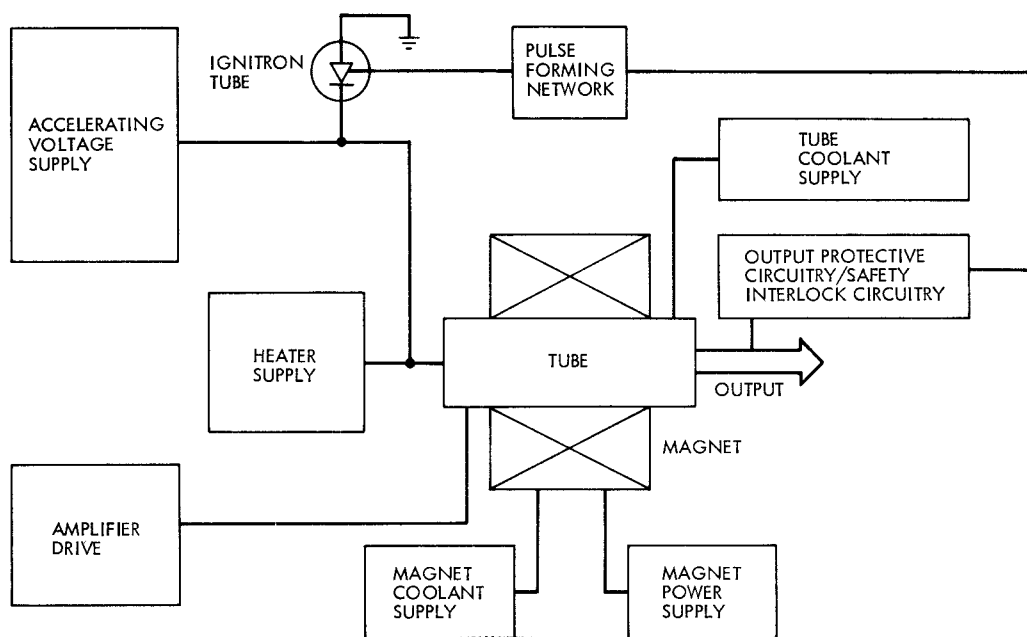 IGNITRON
TUBE
PULSE
FORMING
NETWORK
ACCELERATING
VOLTAGE
SUPPLY
TUBE
COOLANT
SUPPLY
OUTPUT PROTECTIVE
CIRCUITRY/SAFETY
INTERLOCK CIRCUITRY
HEATER
SUPPLY
TUBE
OUTPUT
MAGNET
AMPLIFIER
DRIVE
MAGNET
COOLANT
SUPPLY
MAGNET
POWER
SUPPLY